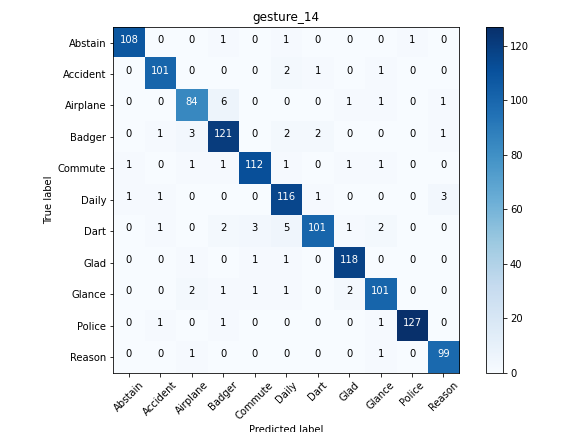 gesture_14
Abstain 108 0 0 1 0 1 0 0 0 1 0
Accident 0 101 0 0 0 2 1 0 1 0 0
Airplane 0 0 84 6 0 0 0 1 1 0 1
Badger 0 1 3 121 0 2 2 0 0 0 1
Commute 1 0 1 1 112 1 0 1 1 0 0
Daily 1 1 0 0 0 116 1 0 0 0 3
Dart 0 1 0 2 3 5 101 1 2 0 0
Glad 0 0 1 0 1 1 0 118 0 0 0
Glance 0 0 2 1 1 1 0 2 101 0 0
Police 0 1 0 1 0 0 0 0 1 127 0
Reason 0 0 1 0 0 0 0 0 1 0 99
True label
Abstain Accident Airplane Badger Commute Daily Dart Glad Glance Police Reason
Predicted label
120
100
80
60
40
20
0